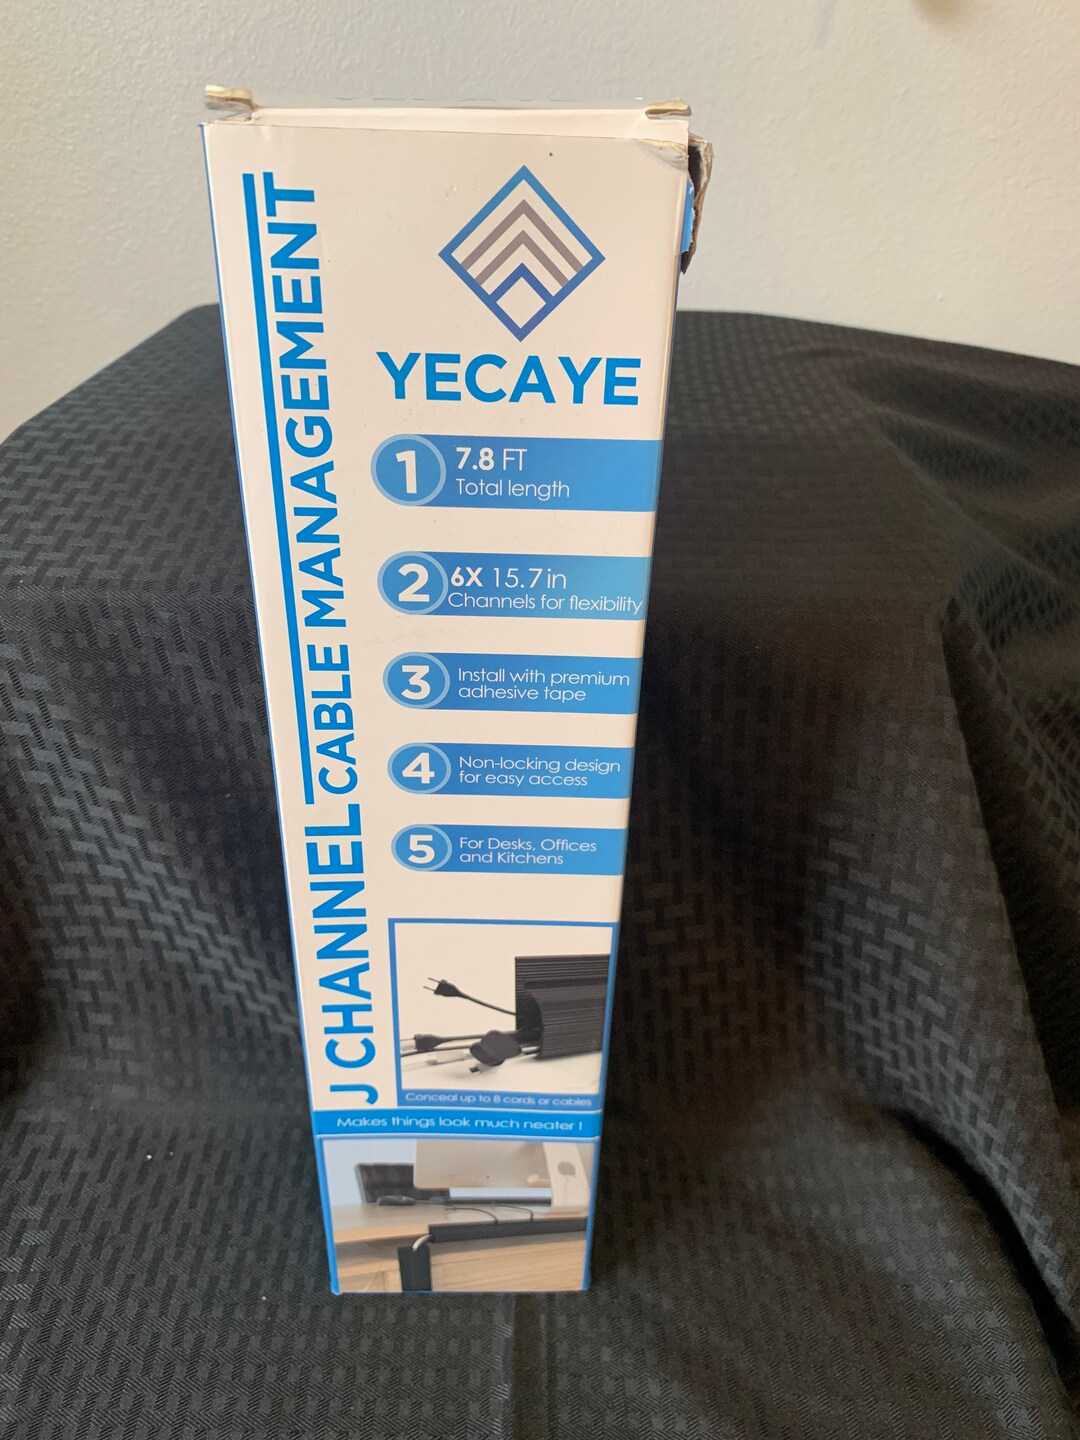 YECAYE
J CHANNEL CABLE MANAGEMENT
1
7.8 FT
Total length
2
6X 15.7in
Channels for flexibility
3
Install with premium
adhesive tape
4
Non-locking design
for easy access
5
For Desks, Offices
and Kitchens
Conceal up to 8 cords or cables
Makes things look much neater !